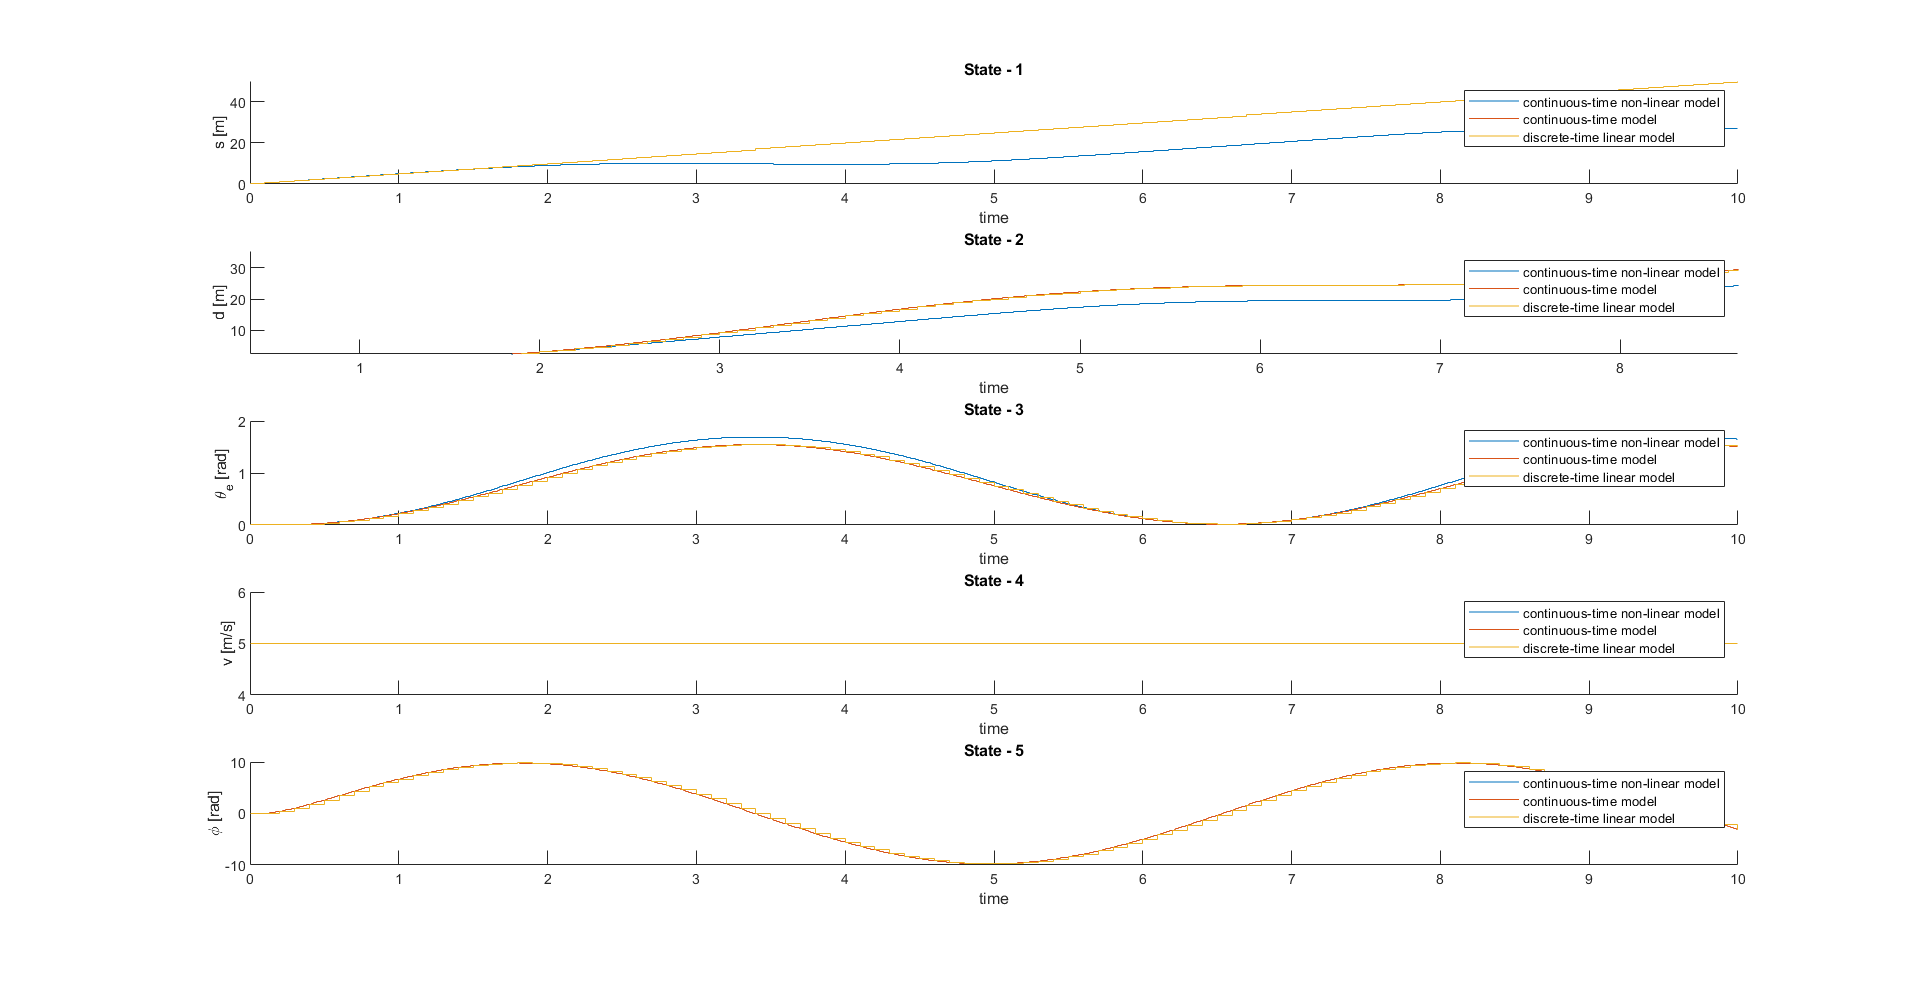 State - 1
s [m]
40
20
0
continuous-time non-linear model
continuous-time model
discrete-time linear model
0 1 2 3 4 5 6 7 8 9 10
time
State - 2
d [m]
30
20
10
continuous-time non-linear model
continuous-time model
discrete-time linear model
1 2 3 4 5 6 7 8
time
State - 3
θe [rad]
2
1
0
continuous-time non-linear model
continuous-time model
discrete-time linear model
0 1 2 3 4 5 6 7 8 9 10
time
State - 4
v [m/s]
6
5
4
continuous-time non-linear model
continuous-time model
discrete-time linear model
0 1 2 3 4 5 6 7 8 9 10
time
State - 5
ϕ [rad]
10
0
-10
continuous-time non-linear model
continuous-time model
discrete-time linear model
0 1 2 3 4 5 6 7 8 9 10
time